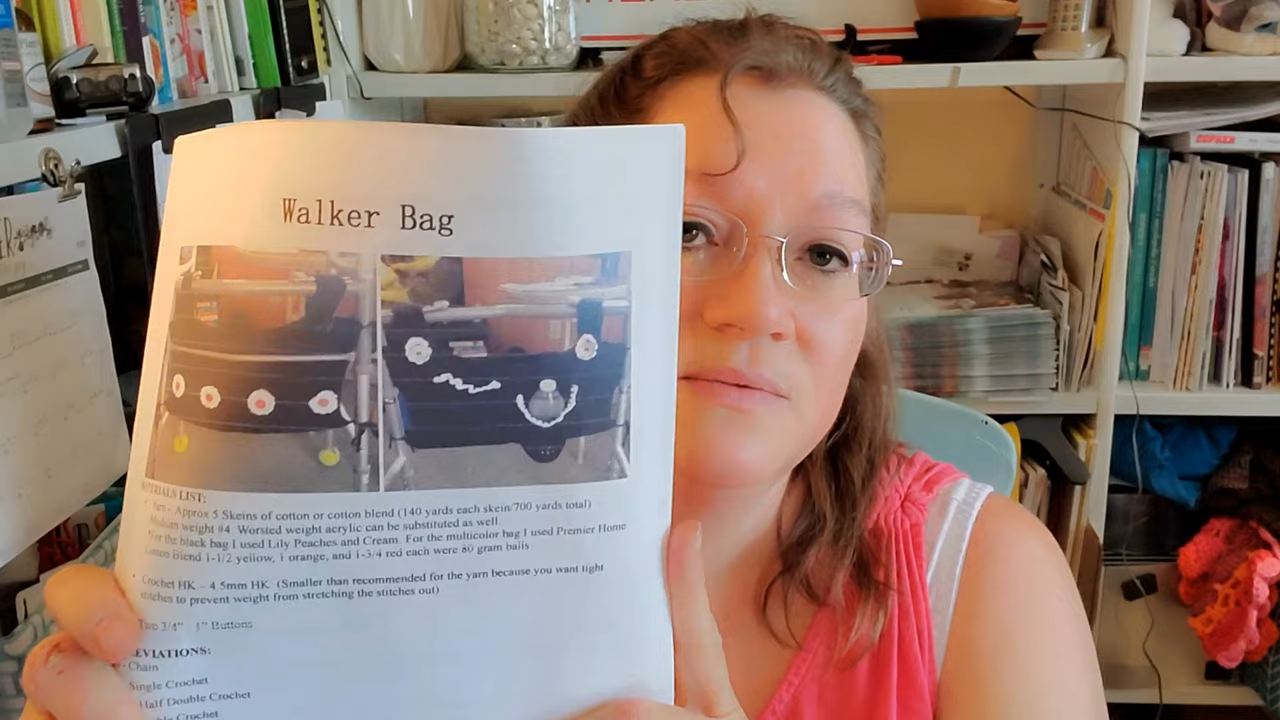 Walker Bag
LIST:
Yarn - Approx 5 Skeins of cotton or cotton blend (140 yards each skein/700 yards total)
Medium weight #4. Worsted weight acrylic can be substituted as well.
For the black bag I used Lily Peaches and Cream. For the multicolor bag I used Premier Home
Cotton Blend 1-1/2 yellow, 1 orange, and 1-3/4 red each were 80 gram balls
Crochet HK - 4.5mm HK (Smaller than recommended for the yarn because you want tight
stitches to prevent weight from stretching the stitches out)
Two 3/4" - 1" Buttons
EVIATIONS:
Chain
Single Crochet
Half Double Crochet
Crochet